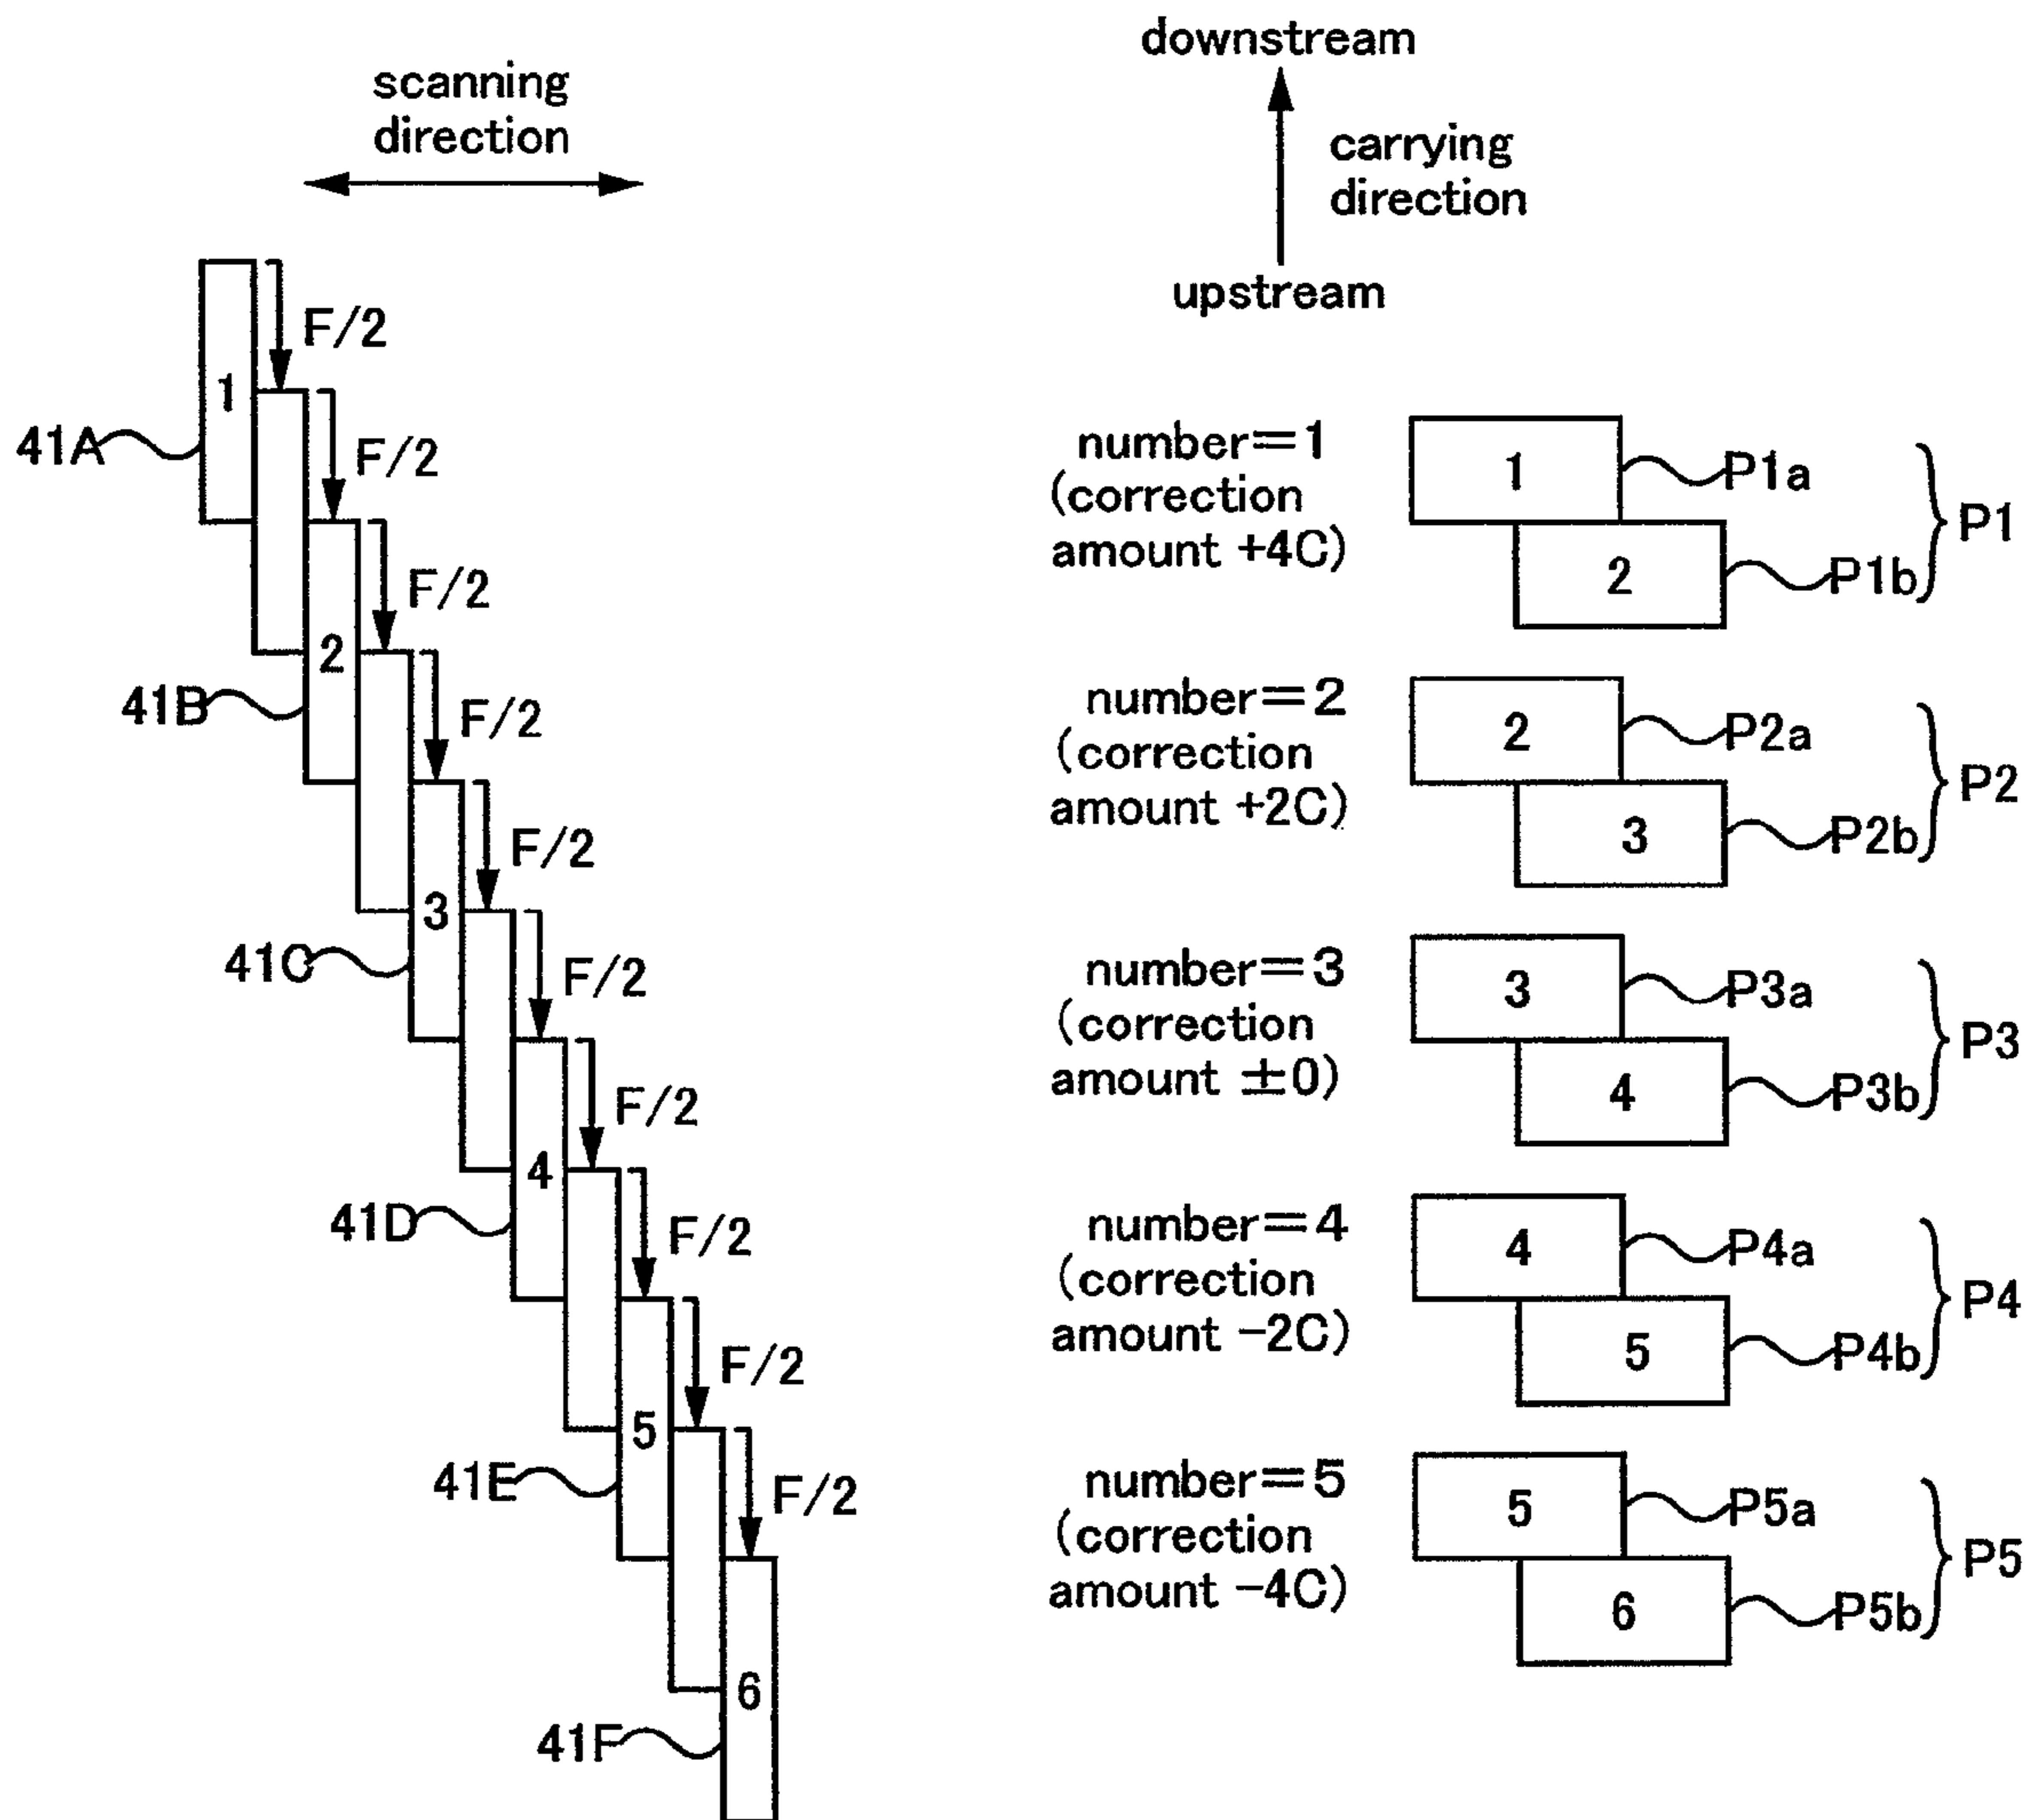 downstream
scanning
direction
carrying
direction
upstream
F/2
1
41A
F/2
number=1
(correction
amount +4C)
1
P1a
P1
2
P1b
F/2
2
41B
F/2
number=2
(correction
amount +2C)
2
P2a
P2
3
P2b
F/2
3
41C
F/2
number=3
(correction
amount ±0)
3
P3a
P3
4
P3b
F/2
4
41D
F/2
number=4
(correction
amount −2C)
4
P4a
P4
5
P4b
F/2
5
41E
F/2
number=5
(correction
amount −4C)
5
P5a
P5
6
P5b
6
41F